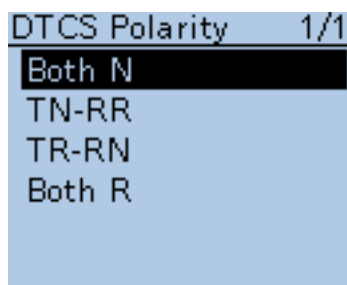 DTCS Polarity 1/1
Both N
TN-RR
TR-RN
Both R